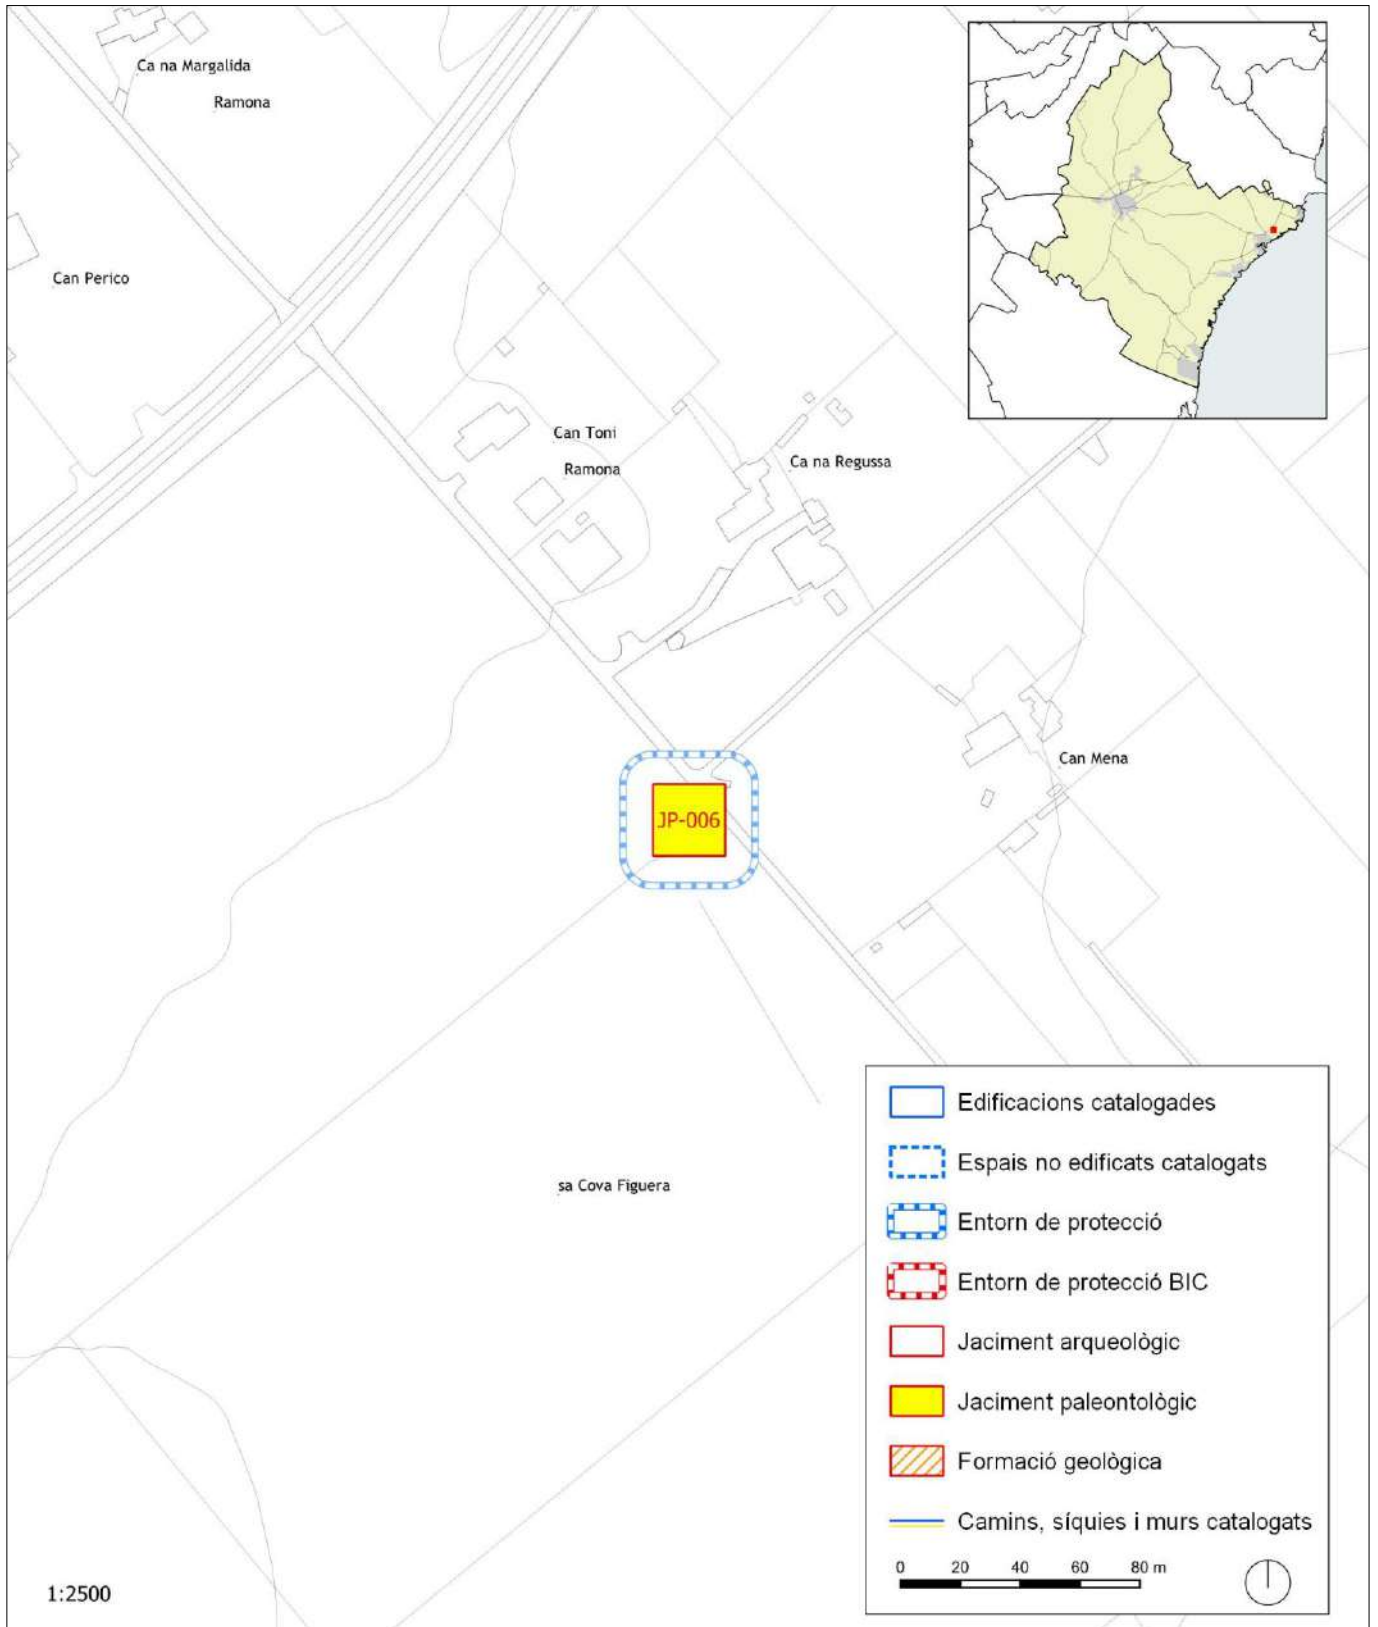 Ca na Margalida
Ramona
Can Perico
Can Toni
Ramona
Ca na Regussa
Can Mena
JP-006
sa Cova Figuera
Edificacions catalogades
Espais no edificats catalogats
Entorn de protecció
Entorn de protecció BIC
Jaciment arqueològic
Jaciment paleontològic
Formació geològica
Camins, síquies i murs catalogats
0 20 40 60 80 m
1:2500